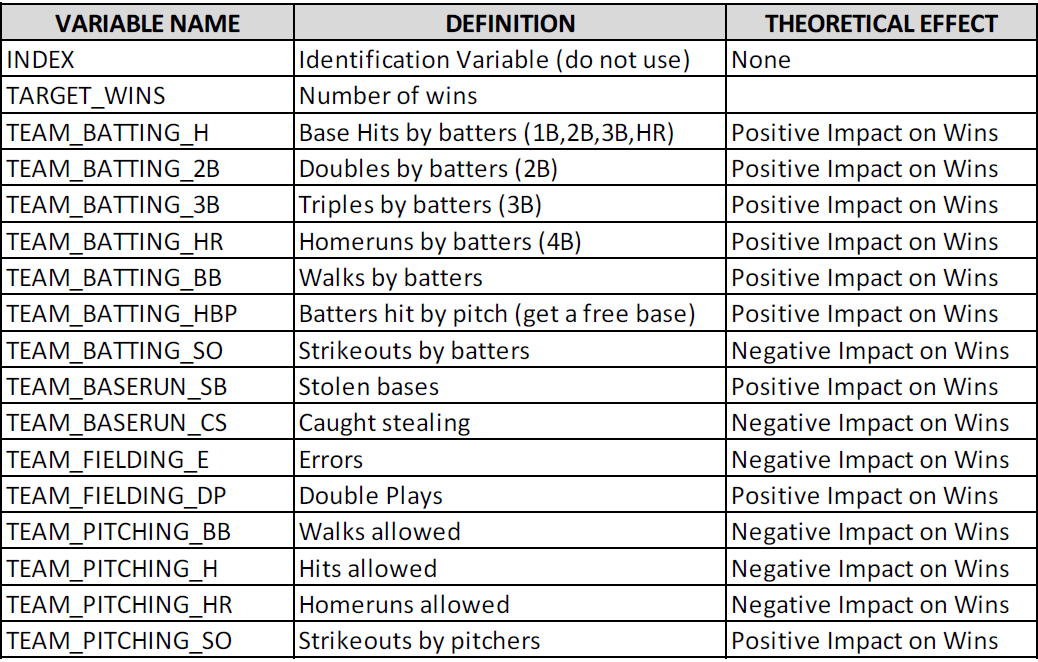 VARIABLE NAME DEFINITION THEORETICAL EFFECT
INDEX Identification Variable (do not use) None
TARGET_WINS Number of wins
TEAM_BATTING_H Base Hits by batters (1B,2B,3B,HR) Positive Impact on Wins
TEAM_BATTING_2B Doubles by batters (2B) Positive Impact on Wins
TEAM_BATTING_3B Triples by batters (3B) Positive Impact on Wins
TEAM_BATTING_HR Homeruns by batters (4B) Positive Impact on Wins
TEAM_BATTING_BB Walks by batters Positive Impact on Wins
TEAM_BATTING_HBP Batters hit by pitch (get a free base) Positive Impact on Wins
TEAM_BATTING_SO Strikeouts by batters Negative Impact on Wins
TEAM_BASERUN_SB Stolen bases Positive Impact on Wins
TEAM_BASERUN_CS Caught stealing Negative Impact on Wins
TEAM_FIELDING_E Errors Negative Impact on Wins
TEAM_FIELDING_DP Double Plays Positive Impact on Wins
TEAM_PITCHING_BB Walks allowed Negative Impact on Wins
TEAM_PITCHING_H Hits allowed Negative Impact on Wins
TEAM_PITCHING_HR Homeruns allowed Negative Impact on Wins
TEAM_PITCHING_SO Strikeouts by pitchers Positive Impact on Wins